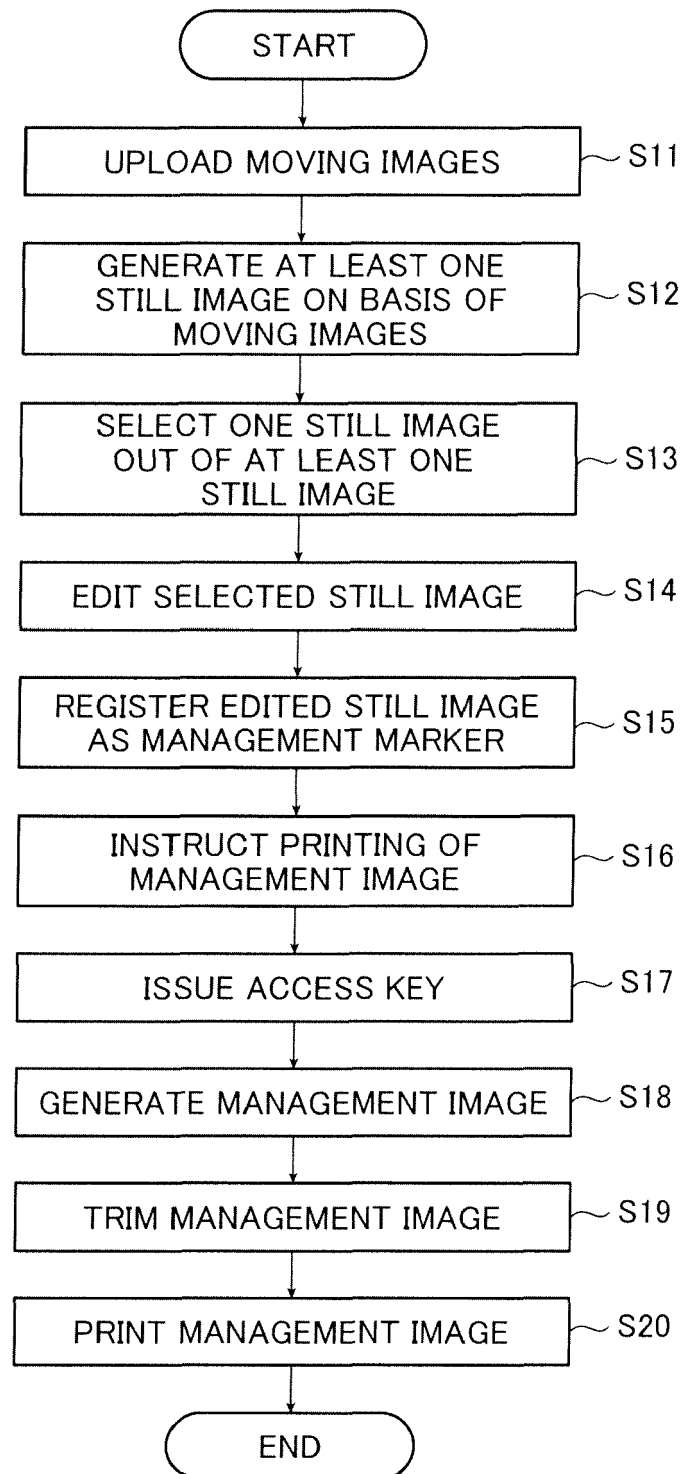 START
UPLOAD MOVING IMAGES
S11
GENERATE AT LEAST ONE
STILL IMAGE ON BASIS OF
MOVING IMAGES
S12
SELECT ONE STILL IMAGE
OUT OF AT LEAST ONE
STILL IMAGE
S13
EDIT SELECTED STILL IMAGE
S14
REGISTER EDITED STILL IMAGE
AS MANAGEMENT MARKER
S15
INSTRUCT PRINTING OF
MANAGEMENT IMAGE
S16
ISSUE ACCESS KEY
S17
GENERATE MANAGEMENT IMAGE
S18
TRIM MANAGEMENT IMAGE
S19
PRINT MANAGEMENT IMAGE
S20
END